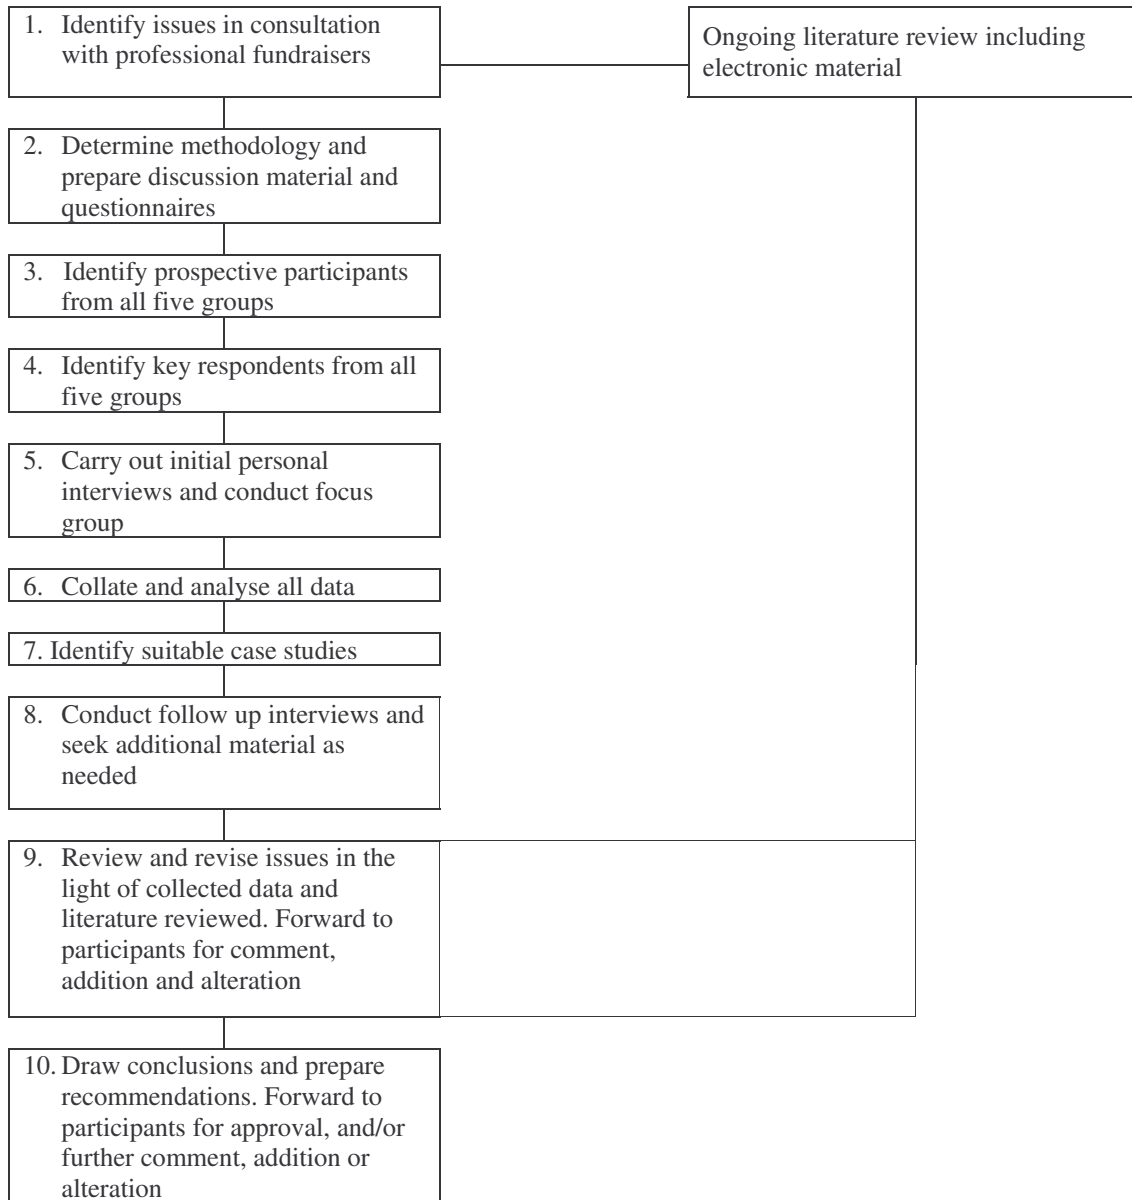 1. Identify issues in consultation
with professional fundraisers
Ongoing literature review including
electronic material
2. Determine methodology and
prepare discussion material and
questionnaires
3. Identify prospective participants
from all five groups
4. Identify key respondents from all
five groups
5. Carry out initial personal
interviews and conduct focus
group
6. Collate and analyse all data
7. Identify suitable case studies
8. Conduct follow up interviews and
seek additional material as
needed
9. Review and revise issues in the
light of collected data and
literature reviewed. Forward to
participants for comment,
addition and alteration
10. Draw conclusions and prepare
recommendations. Forward to
participants for approval, and/or
further comment, addition or
alteration